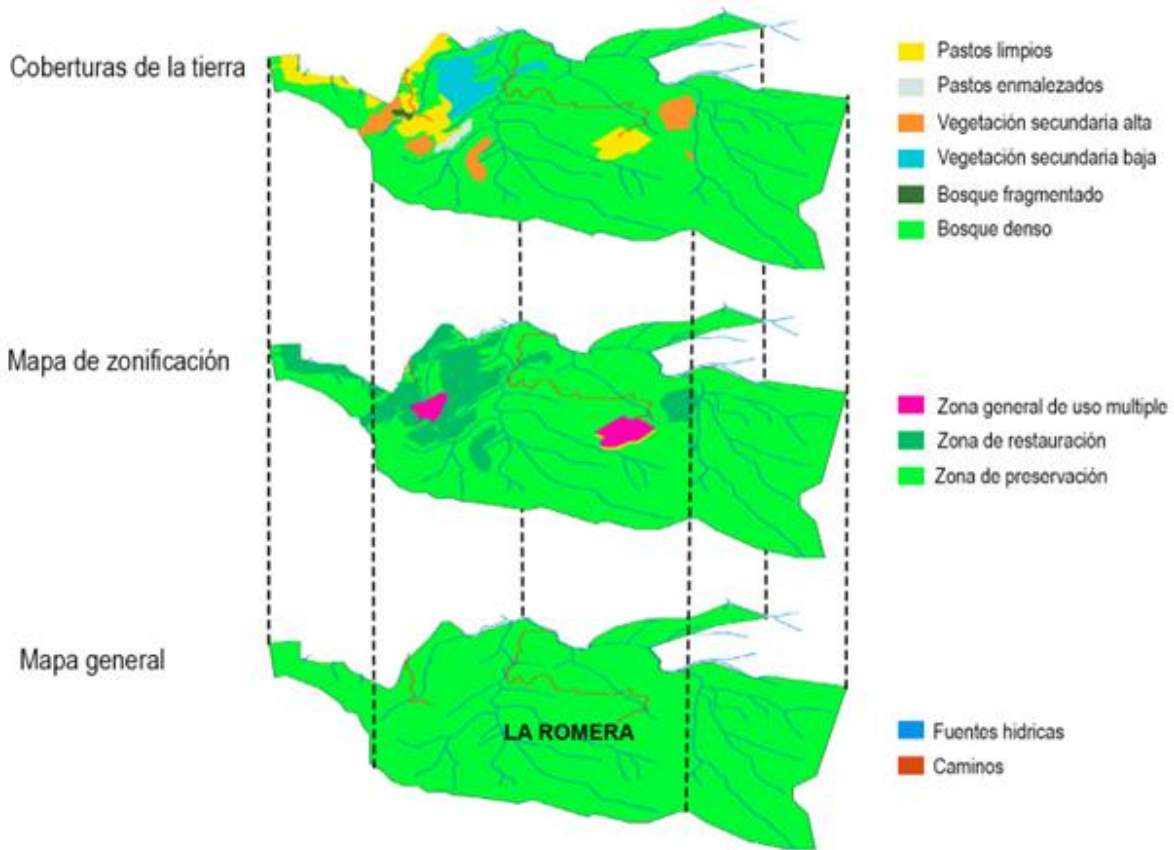 Coberturas de la tierra
Pastos limpios
Pastos enmalezados
Vegetación secundaria alta
Vegetación secundaria baja
Bosque fragmentado
Bosque denso
Mapa de zonificación
Zona general de uso multiple
Zona de restauración
Zona de preservación
Mapa general
LA ROMERA
Fuentes hidricas
Caminos